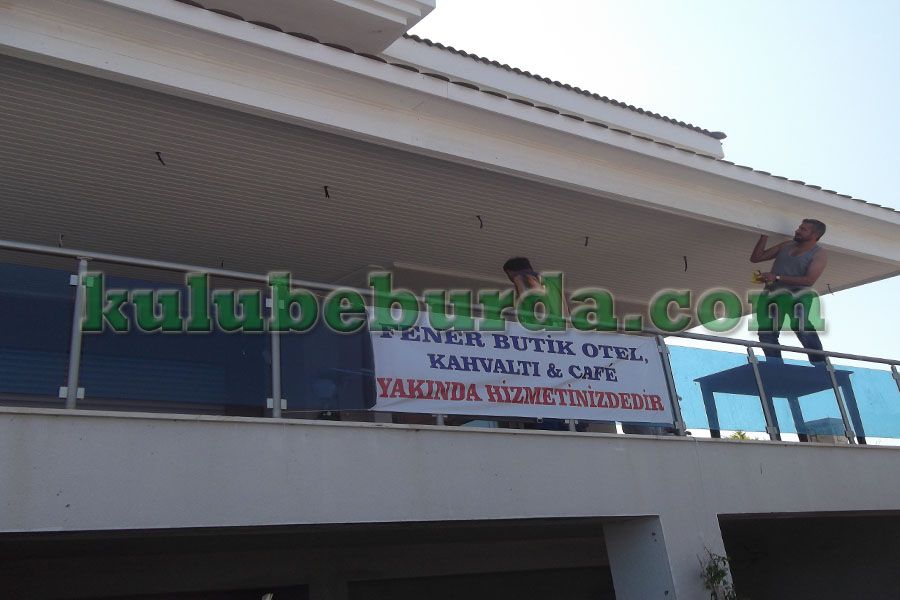 kulubeburda.com
FENER BUTİK OTEL,
KAHVALTI & CAFÉ
YAKINDA HİZMETİNİZDEDİR